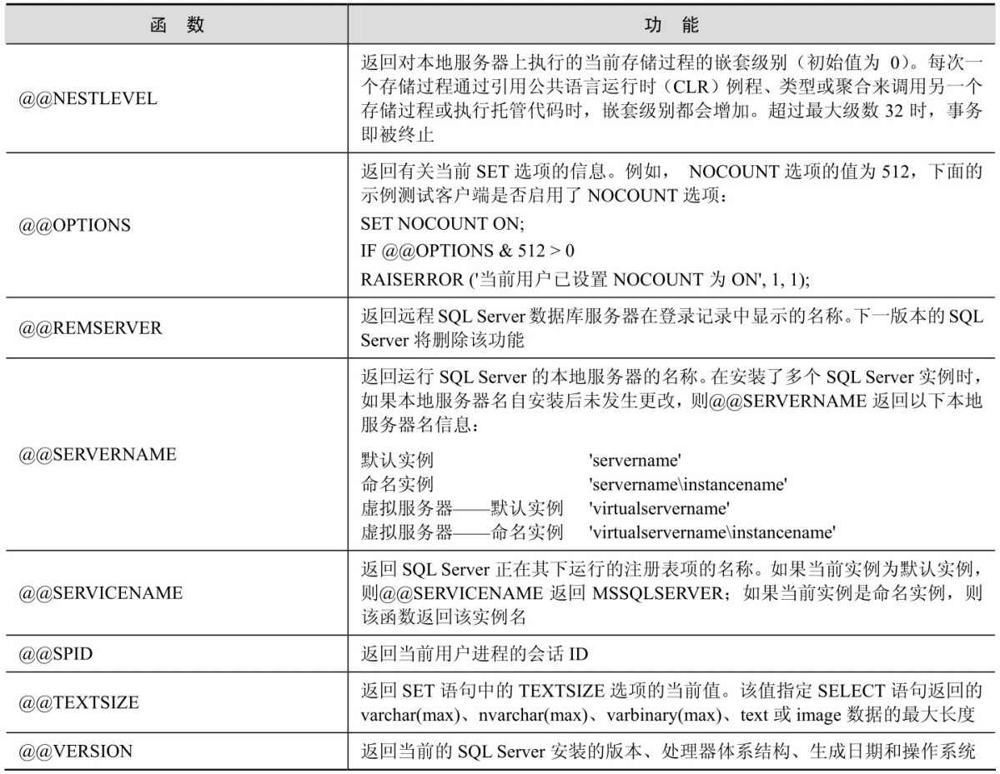 函 数 功 能
@@NESTLEVEL
返回对本地服务器上执行的当前存储过程的嵌套级别（初始值为 0）。每次一
个存储过程通过引用公共语言运行时（CLR）例程、类型或聚合来调用另一个
存储过程或执行托管代码时，嵌套级别都会增加。超过最大级数 32 时，事务
即被终止
@@OPTIONS
返回有关当前 SET 选项的信息。例如， NOCOUNT 选项的值为 512，下面的
示例测试客户端是否启用了 NOCOUNT 选项：
SET NOCOUNT ON;
IF @@OPTIONS & 512 > 0
RAISERROR ('当前用户已设置 NOCOUNT 为 ON', 1, 1);
@@REMSERVER
返回远程 SQL Server 数据库服务器在登录记录中显示的名称。下一版本的 SQL
Server 将删除该功能
@@SERVERNAME
返回运行 SQL Server 的本地服务器的名称。在安装了多个 SQL Server 实例时，
如果本地服务器名自安装后未发生更改，则@@SERVERNAME 返回以下本地
服务器名信息：
默认实例 'servername'
命名实例 'servername\instancename'
虚拟服务器——默认实例 'virtualservername'
虚拟服务器——命名实例 'virtualservername\instancename'
@@SERVICENAME
返回 SQL Server 正在其下运行的注册表项的名称。如果当前实例为默认实例，
则@@SERVICENAME 返回 MSSQLSERVER；如果当前实例是命名实例，则
该函数返回该实例名
@@SPID
返回当前用户进程的会话 ID
@@TEXTSIZE
返回 SET 语句中的 TEXTSIZE 选项的当前值。该值指定 SELECT 语句返回的
varchar(max)、nvarchar(max)、varbinary(max)、text 或 image 数据的最大长度
@@VERSION
返回当前的 SQL Server 安装的版本、处理器体系结构、生成日期和操作系统